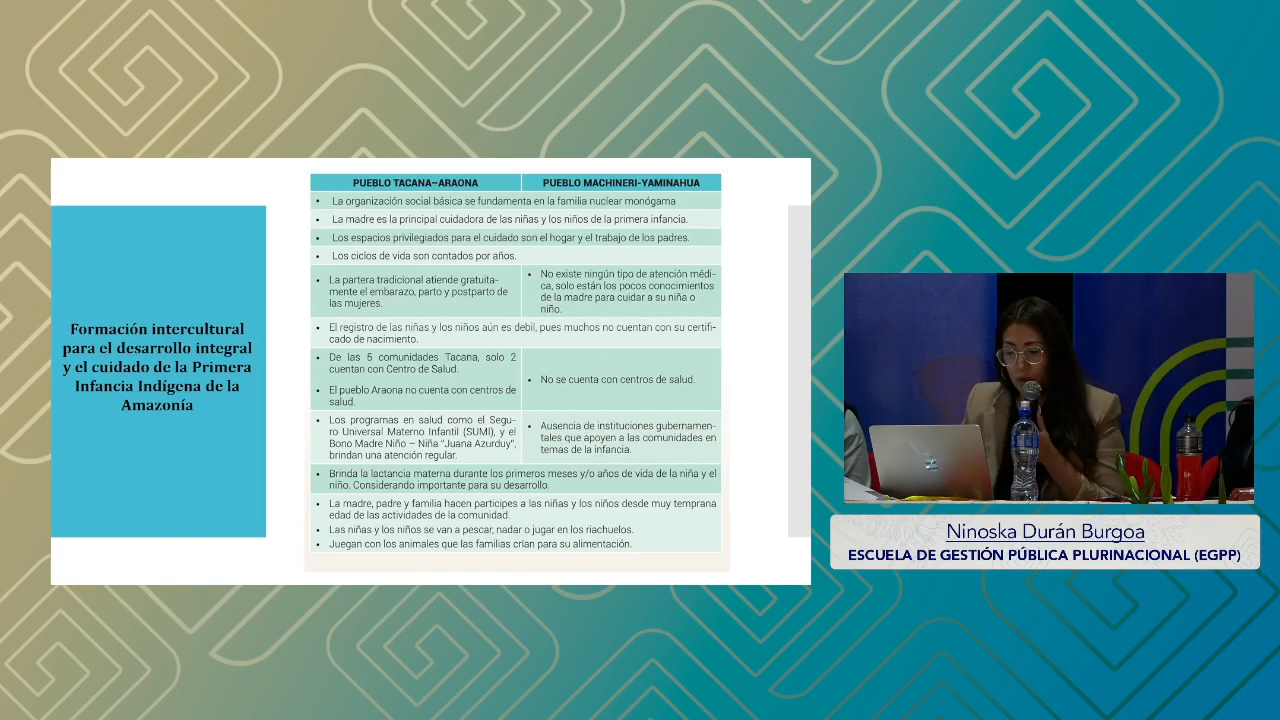 Formación intercultural
para el desarrollo integral
y el cuidado de la Primera
Infancia Indígena de la
Amazonía
PUEBLO TACANA–ARAONA
PUEBLO MACHINERI-YAMINAHUA
• La organización social básica se fundamenta en la familia nuclear monógama
• La madre es la principal cuidadora de las niñas y los niños de la primera infancia.
• Los espacios privilegiados para el cuidado son el hogar y el trabajo de los padres.
• Los ciclos de vida son contados por años.
• La partera tradicional atiende gratuita-
mente el embarazo, parto y postparto de
las mujeres.
• No existe ningún tipo de atención médi-
ca, solo están los pocos conocimientos
de la madre para cuidar a su niña o
niño.
• El registro de las niñas y los niños aún es debil, pues muchos no cuentan con su certifi-
cado de nacimiento.
• De las 5 comunidades Tacana, solo 2
cuentan con Centro de Salud.
• El pueblo Araona no cuenta con centros de
salud.
• No se cuenta con centros de salud.
• Los programas en salud como el Segu-
ro Universal Materno Infantil (SUMI), y el
Bono Madre Niño – Niña "Juana Azurduy",
brindan una atención regular.
• Ausencia de instituciones gubernamen-
tales que apoyen a las comunidades en
temas de la infancia.
• Brinda la lactancia materna durante los primeros meses y/o años de vida de la niña y el
niño. Considerando importante para su desarrollo.
• La madre, padre y familia hacen participes a las niñas y los niños desde muy temprana
edad de las actividades de la comunidad.
• Las niñas y los niños se van a pescar, nadar o jugar en los riachuelos.
• Juegan con los animales que las familias crían para su alimentación.
Ninoska Durán Burgoa
ESCUELA DE GESTIÓN PÚBLICA PLURINACIONAL (EGPP)